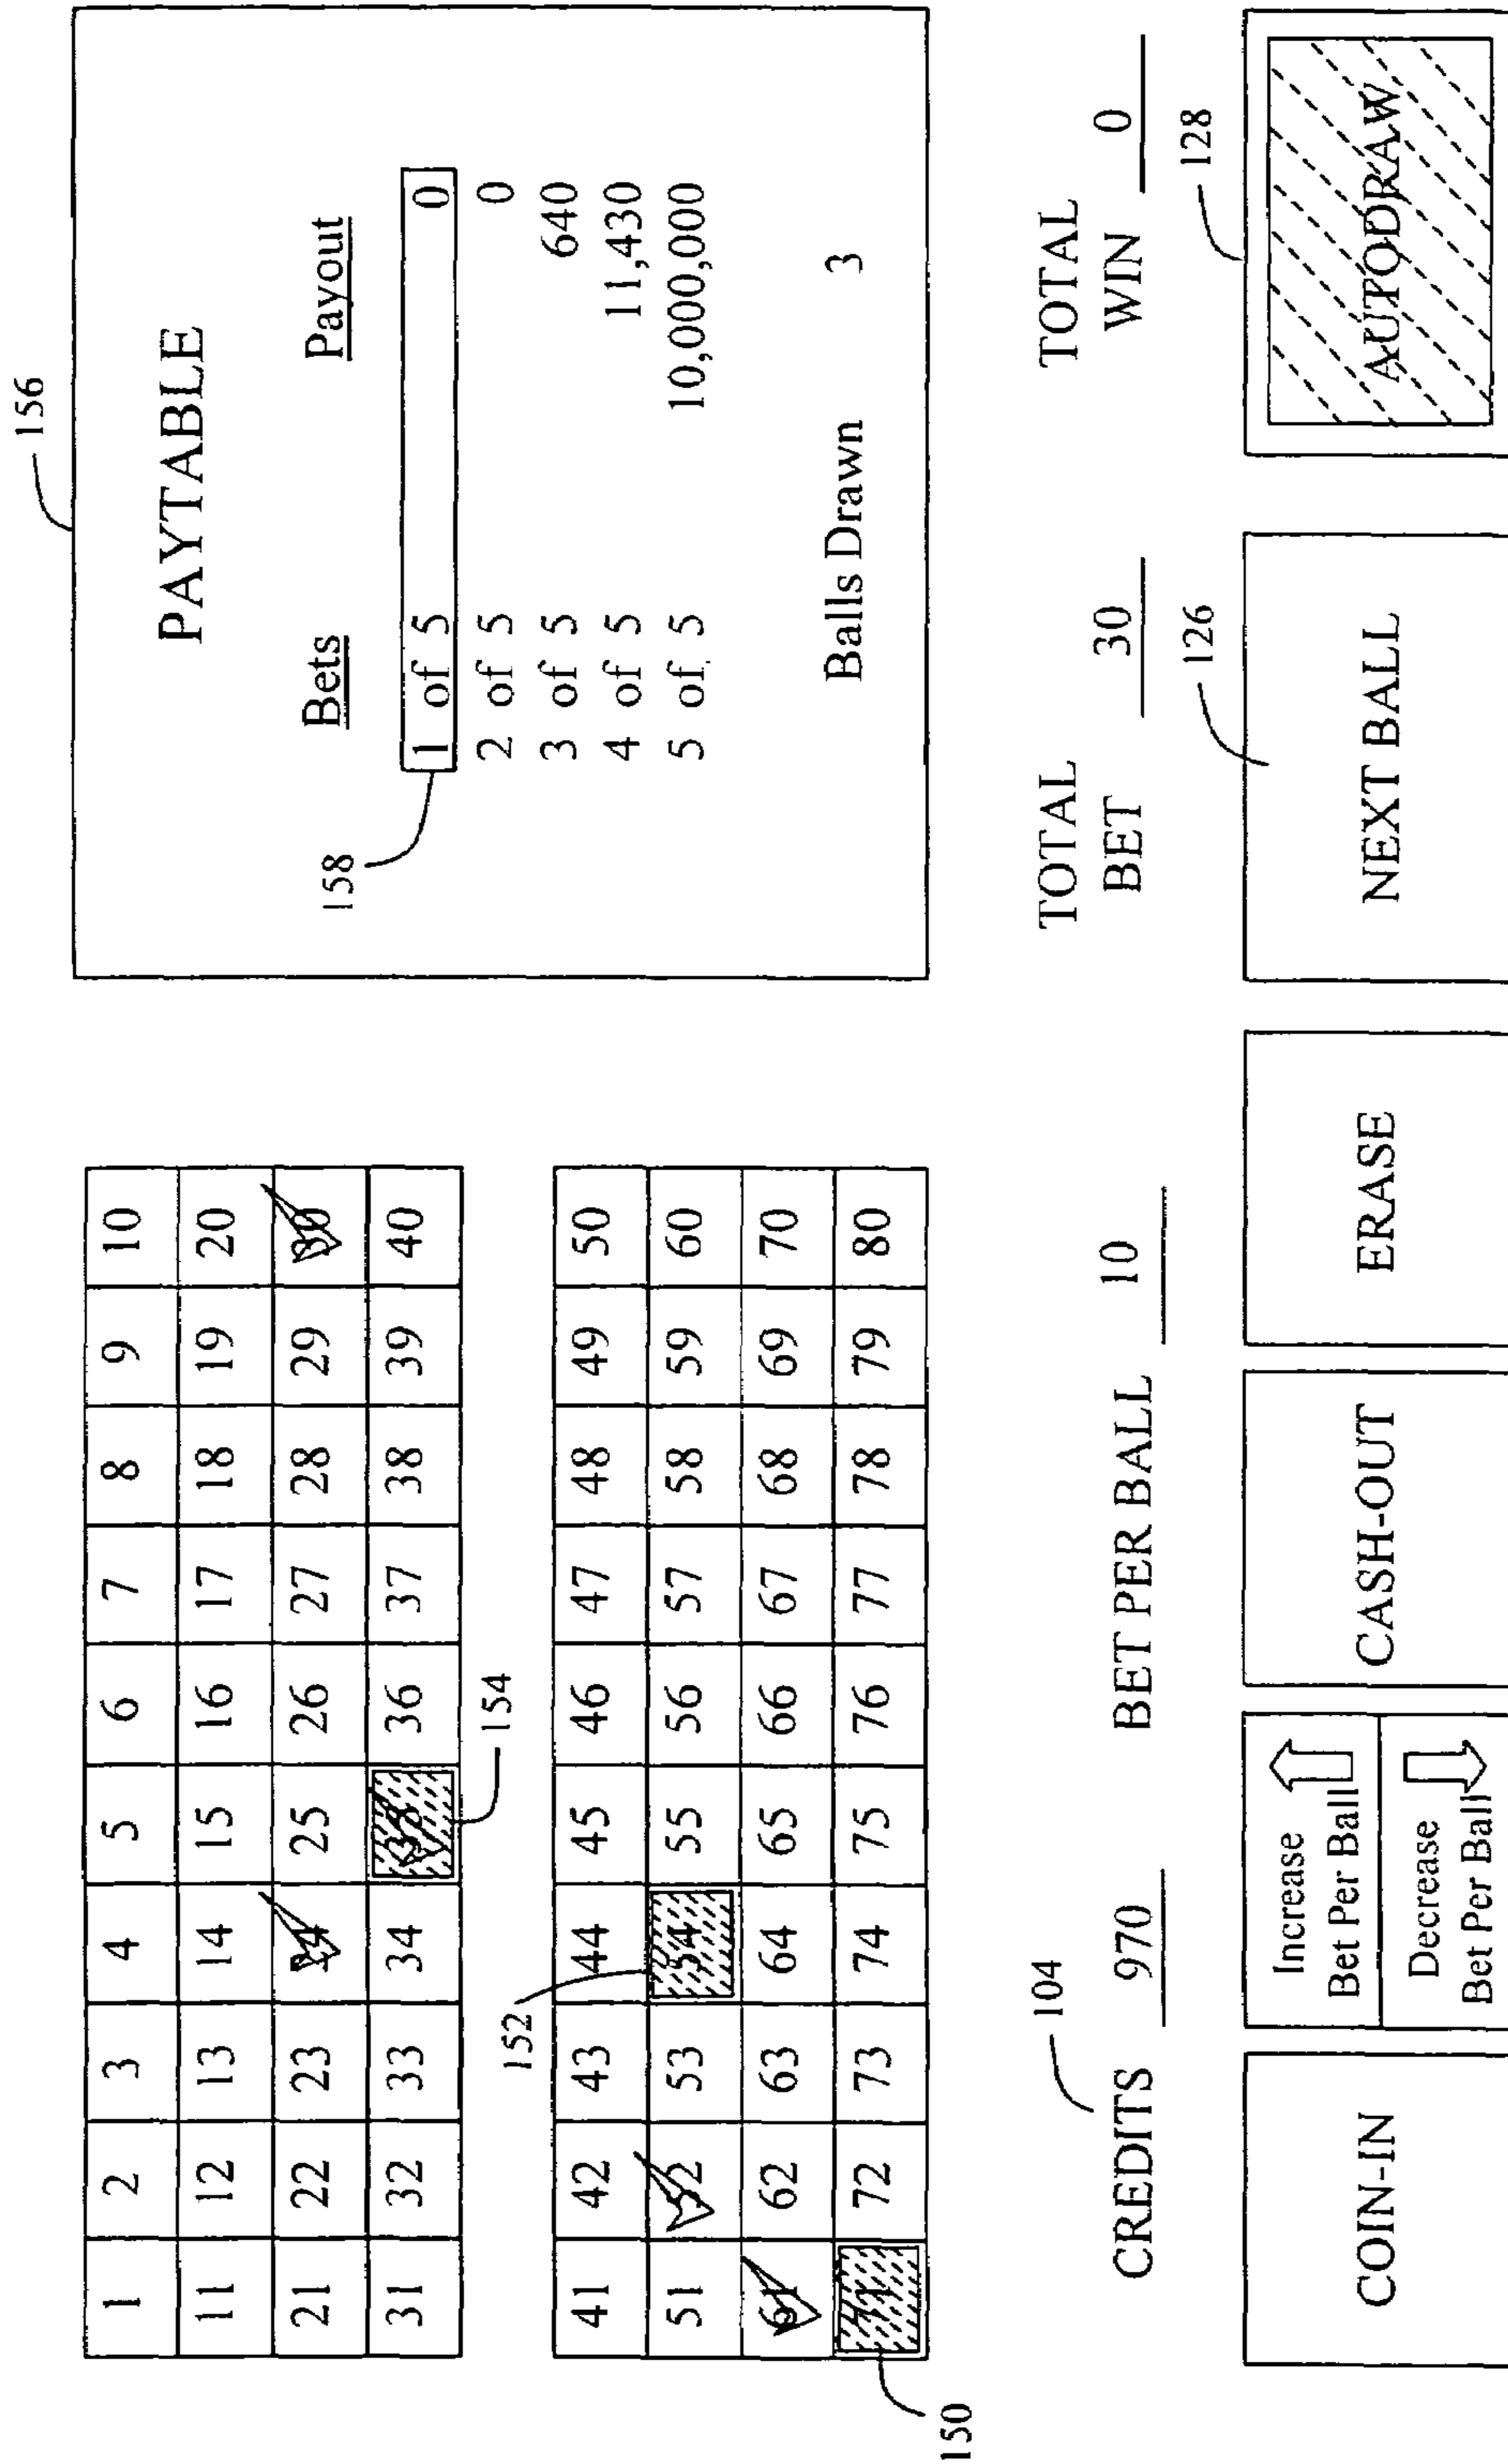 156
1 2 3 4 5 6 7 8 9 10
11 12 13 14 15 16 17 18 19 20
21 22 23 24 25 26 27 28 29 30
31 32 33 34 35 36 37 38 39 40
154
152
41 42 43 44 45 46 47 48 49 50
51 52 53 54 55 56 57 58 59 60
61 62 63 64 65 66 67 68 69 70
71 72 73 74 75 76 77 78 79 80
150
PAYTABLE
Bets Payout
158
1 of 5 0
2 of 5 0
3 of 5 640
4 of 5 11,430
5 of 5 10,000,000
Balls Drawn 3
104
CREDITS 970
BET PER BALL 10
TOTAL
BET 30
TOTAL
WIN 0
126
128
COIN-IN
Increase
Bet Per Ball
Decrease
Bet Per Ball
CASH-OUT
ERASE
NEXT BALL
AUTODRAW